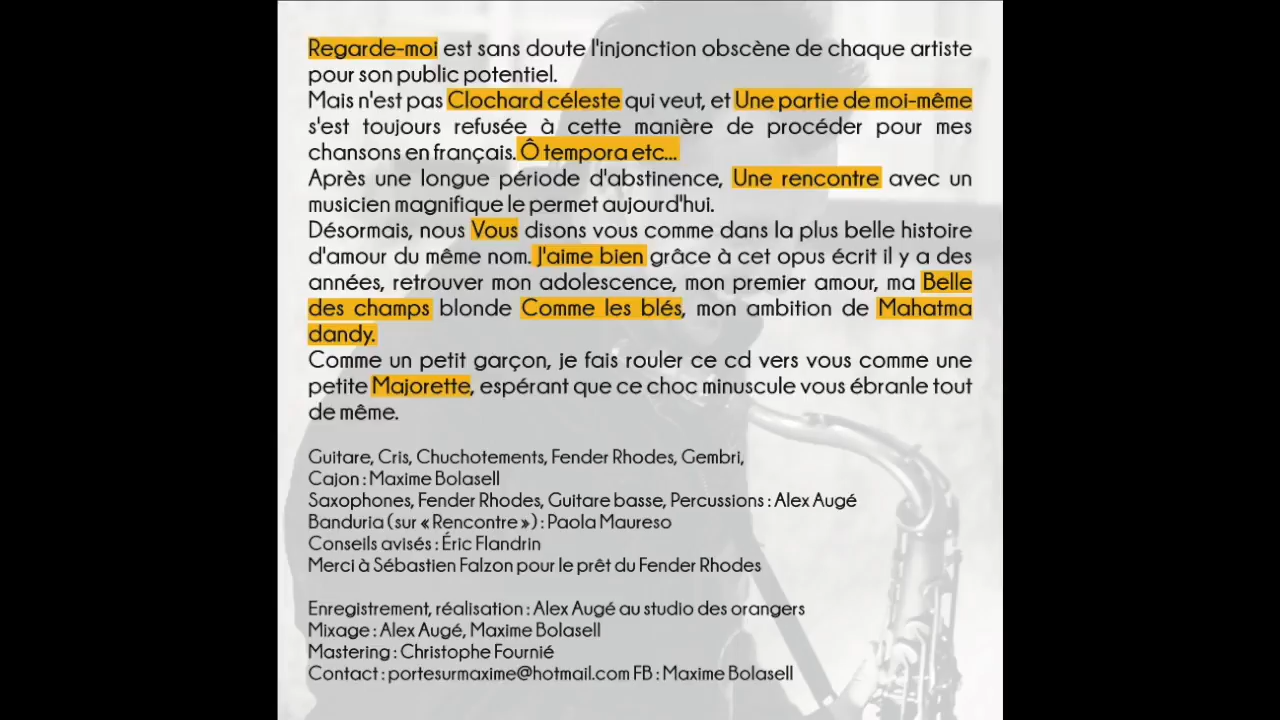 Regarde-moi est sans doute l'injonction obscène de chaque artiste
pour son public potentiel.
Mais n'est pas Clochard céleste qui veut, et Une partie de moi-même
s'est toujours refusée à cette manière de procéder pour mes
chansons en français. Ô tempora etc...
Après une longue période d'abstinence, Une rencontre avec un
musicien magnifique le permet aujourd'hui.
Désormais, nous Vous disons vous comme dans la plus belle histoire
d'amour du même nom. J'aime bien grâce à cet opus écrit il y a des
années, retrouver mon adolescence, mon premier amour, ma Belle
des champs blonde Comme les blés, mon ambition de Mahatma
dandy.
Comme un petit garçon, je fais rouler ce cd vers vous comme une
petite Majorette, espérant que ce choc minuscule vous ébranle tout
de même.
Guitare, Cris, Chuchotements, Fender Rhodes, Gembri,
Cajon : Maxime Bolasell
Saxophones, Fender Rhodes, Guitare basse, Percussions : Alex Augé
Banduria (sur « Rencontre ») : Paola Maureso
Conseils avisés : Éric Flandrin
Merci à Sébastien Falzon pour le prêt du Fender Rhodes
Enregistrement, réalisation : Alex Augé au studio des orangers
Mixage : Alex Augé, Maxime Bolasell
Mastering : Christophe Fournié
Contact : portesurmaxime@hotmail.com FB : Maxime Bolasell